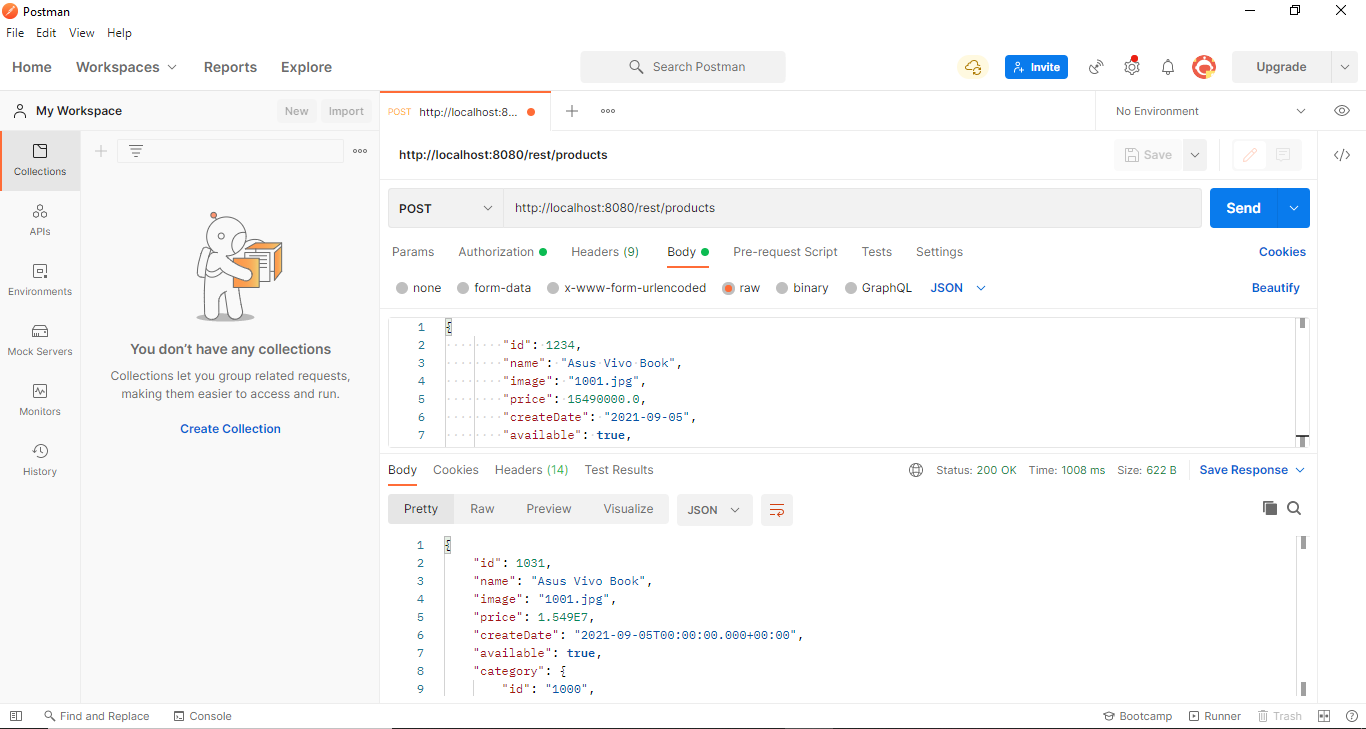 Postman
File Edit View Help
Home Workspaces Reports Explore Search Postman Invite Upgrade
My Workspace New Import
POST http://localhost:8... No Environment
Collections
APIs
Environments
Mock Servers
Monitors
History
You don't have any collections
Collections let you group related requests,
making them easier to access and run.
Create Collection
http://localhost:8080/rest/products Save
POST http://localhost:8080/rest/products Send
Params Authorization Headers (9) Body Pre-request Script Tests Settings Cookies
none form-data x-www-form-urlencoded raw binary GraphQL JSON Beautify
1 {
2 "id": 1234,
3 "name": "Asus Vivo Book",
4 "image": "1001.jpg",
5 "price": 15490000.0,
6 "createDate": "2021-09-05",
7 "available": true,
Body Cookies Headers (14) Test Results Status: 200 OK Time: 1008 ms Size: 622 B Save Response
Pretty Raw Preview Visualize JSON
1 {
2 "id": 1031,
3 "name": "Asus Vivo Book",
4 "image": "1001.jpg",
5 "price": 1.549E7,
6 "createDate": "2021-09-05T00:00:00.000+00:00",
7 "available": true,
8 "category": {
9 "id": "1000",
Find and Replace Console Bootcamp Runner Trash